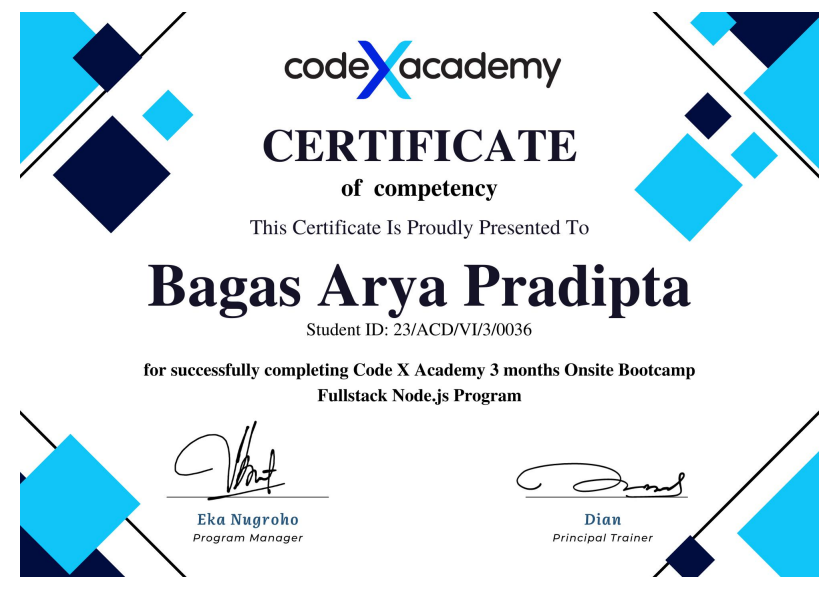 codeXacademy
CERTIFICATE
of competency
This Certificate Is Proudly Presented To
Bagas Arya Pradipta
Student ID: 23/ACD/VI/3/0036
for successfully completing Code X Academy 3 months Onsite Bootcamp
Fullstack Node.js Program
Eka Nugroho
Program Manager
Dian
Principal Trainer